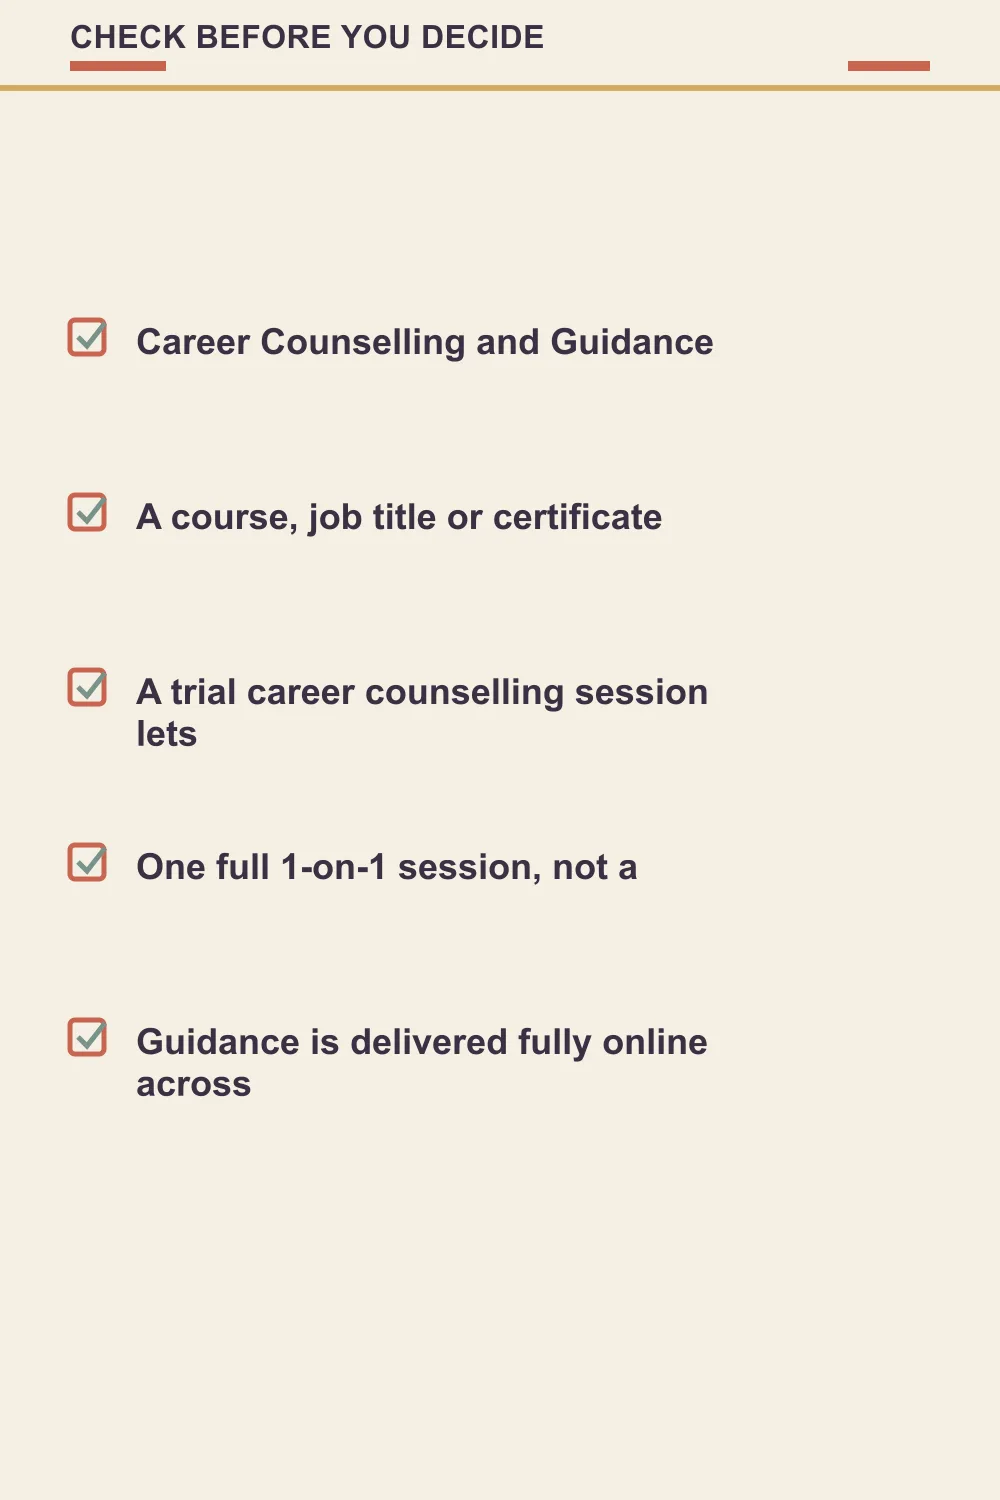 CHECK BEFORE YOU DECIDE
Career Counselling and Guidance
A course, job title or certificate
A trial career counselling session
lets
One full 1-on-1 session, not a
Guidance is delivered fully online
across